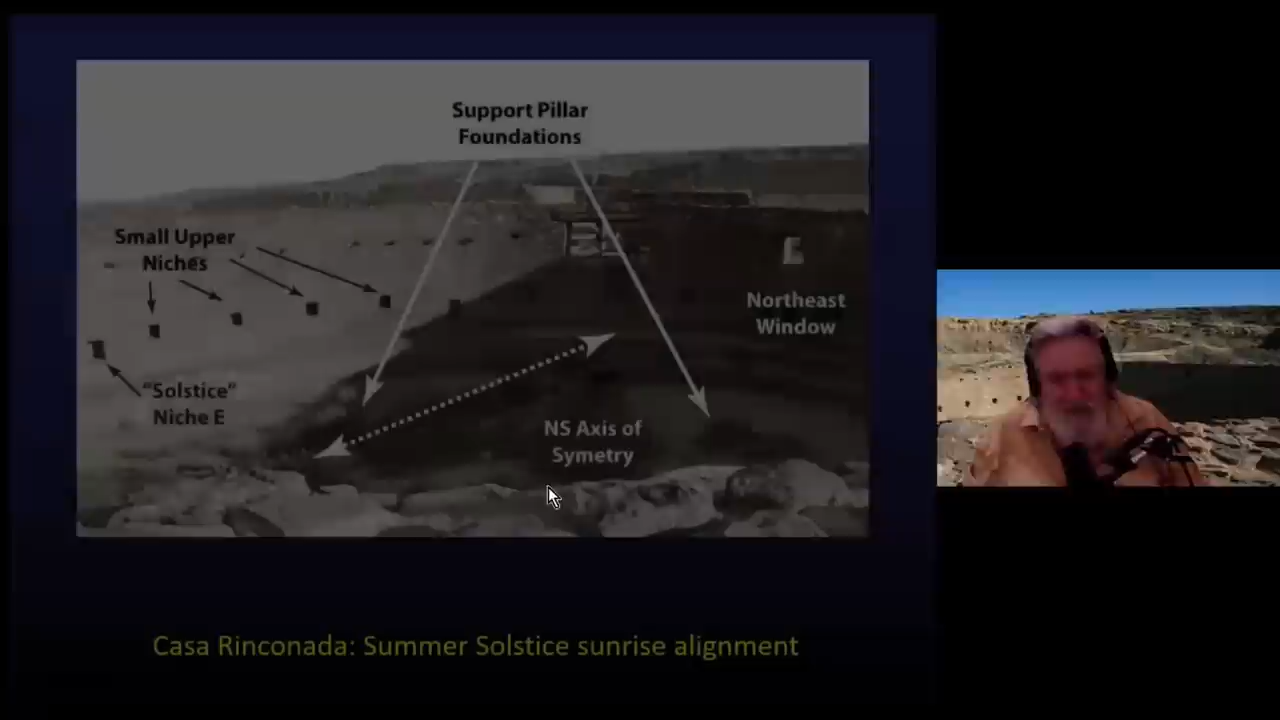 Support Pillar
Foundations
Small Upper
Niches
Northeast
Window
"Solstice"
Niche E
NS Axis of
Symetry
Casa Rinconada: Summer Solstice sunrise alignment